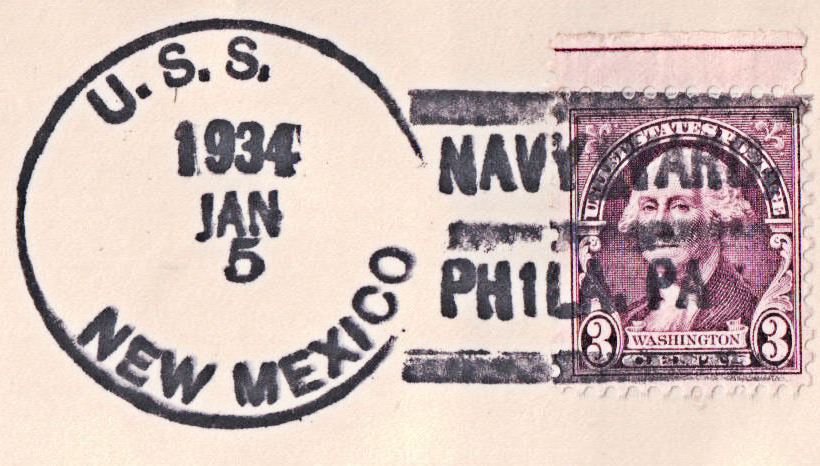 U.S.S.
1934
JAN
5
NEW MEXICO
NAVY YARD
PHILA. PA
UNITED STATES POSTAGE
3 WASHINGTON 3
CENTS